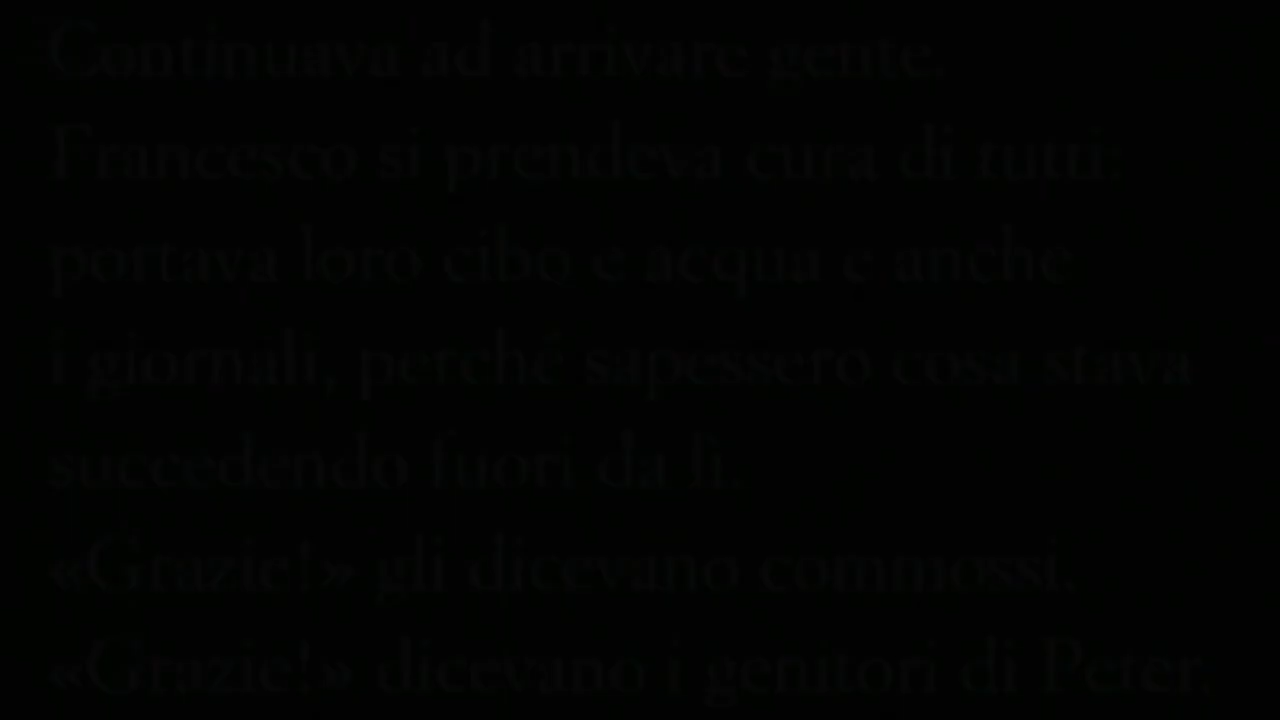 Continuava ad arrivare gente.
Francesco si prendeva cura di tutti:
portava loro cibo e acqua e anche
i giornali, perché sapessero cosa stava
succedendo fuori da lì.
«Grazie!» gli dicevano commossi.
«Grazie!» dicevano i genitori di Peter.